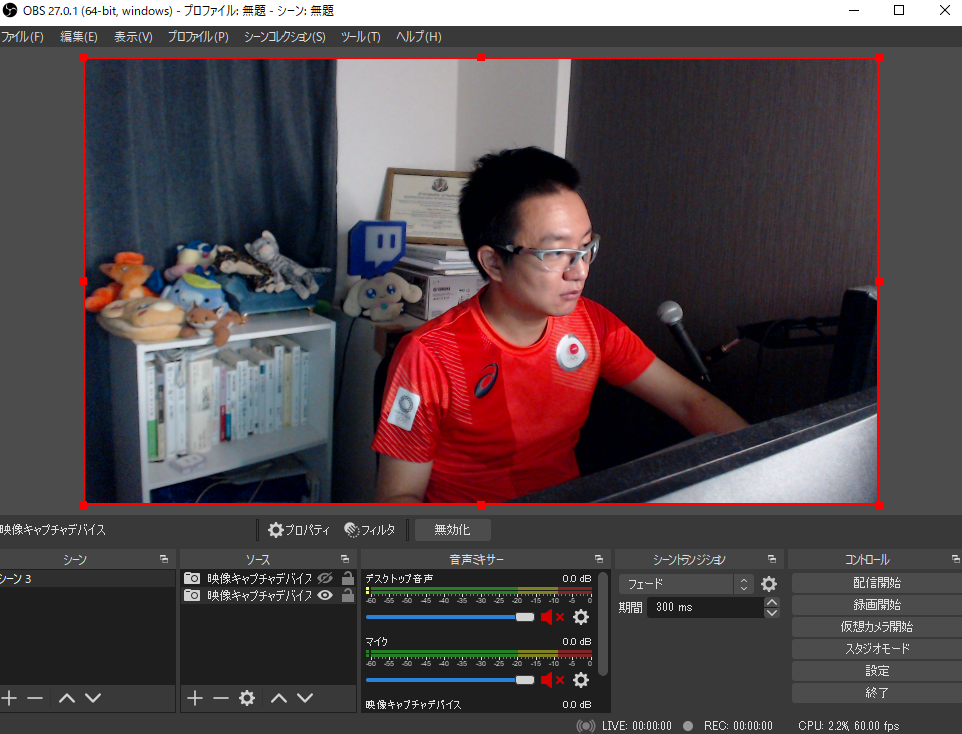 OBS 27.0.1 (64-bit, windows) - プロファイル: 無題 - シーン: 無題
ファイル(F) 編集(E) 表示(V) プロファイル(P) シーンコレクション(S) ツール(T) ヘルプ(H)
映像キャプチャデバイス プロパティ フィルタ 無効化
シーン ソース 音声ミキサー シーントランジション コントロール
シーン 3
映像キャプチャデバイス
映像キャプチャデバイス
デスクトップ音声 0.0 dB
-60 -55 -50 -45 -40 -35 -30 -25 -20 -15 -10 -5 0
マイク 0.0 dB
-60 -55 -50 -45 -40 -35 -30 -25 -20 -15 -10 -5 0
映像キャプチャデバイス 0.0 dB
フェード
期間 300 ms
配信開始
録画開始
仮想カメラ開始
スタジオモード
設定
終了
LIVE: 00:00:00 REC: 00:00:00 CPU: 2.2%, 60.00 fps